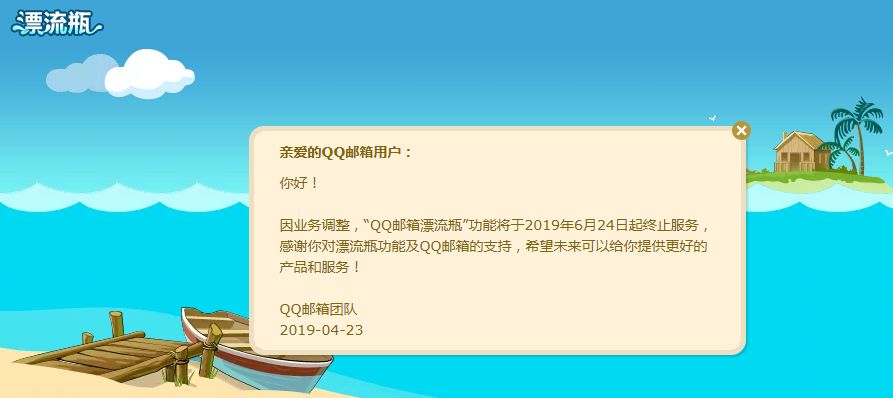 漂流瓶
亲爱的QQ邮箱用户：
你好！
因业务调整，“QQ邮箱漂流瓶”功能将于2019年6月24日起终止服务，
感谢你对漂流瓶功能及QQ邮箱的支持，希望未来可以给你提供更好的
产品和服务！
QQ邮箱团队
2019-04-23